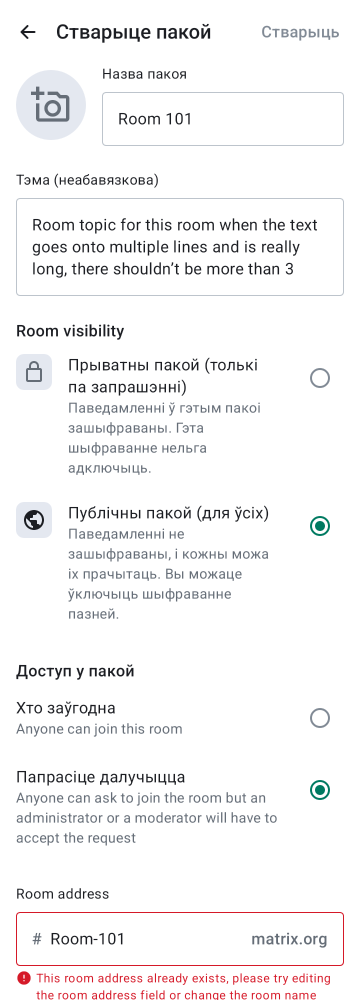 Стварыце пакой
Стварыць
Назва пакоя
Room 101
Тэма (неабавязкова)
Room topic for this room when the text
goes onto multiple lines and is really
long, there shouldn’t be more than 3
Room visibility
Прыватны пакой (толькі
па запрашэнні)
Паведамленні ў гэтым пакоі
зашыфраваны. Гэта
шыфраванне нельга
адключыць.
Публічны пакой (для ўсіх)
Паведамленні не
зашыфраваны, і кожны можа
іх прачытаць. Вы можаце
ўключыць шыфраванне
пазней.
Доступ у пакой
Хто заўгодна
Anyone can join this room
Папрасіце далучыцца
Anyone can ask to join the room but an
administrator or a moderator will have to
accept the request
Room address
# Room-101 matrix.org
This room address already exists, please try editing
the room address field or change the room name